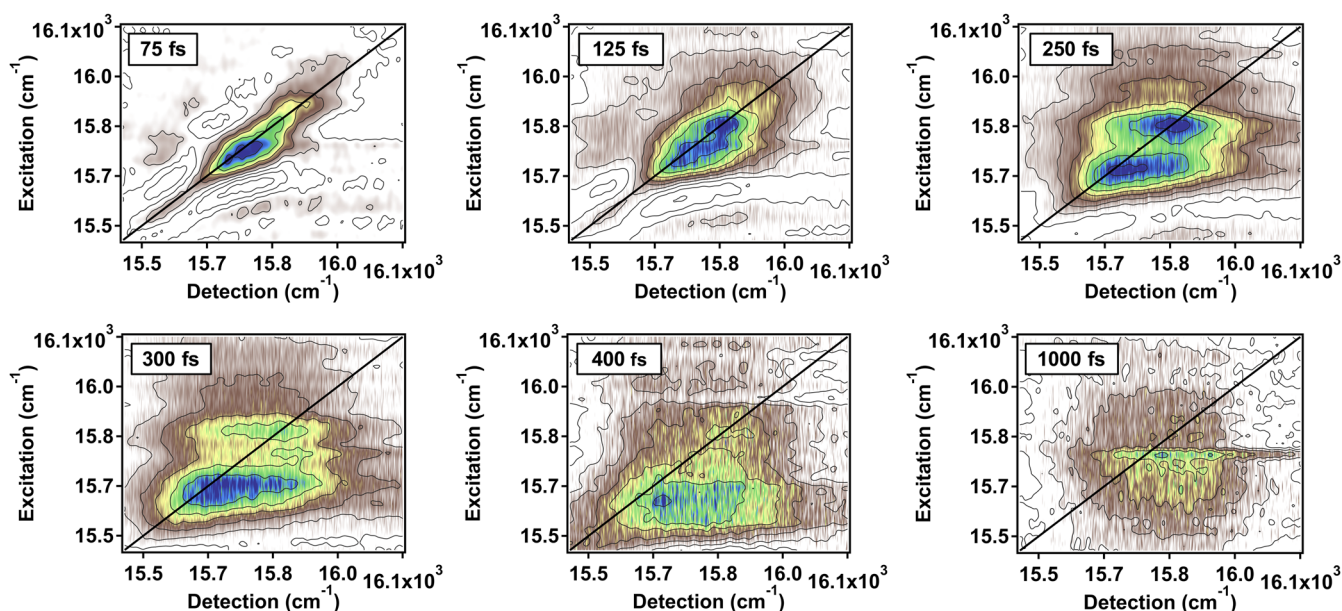 16.1x10³
75 fs
16.0
15.8
15.7
15.5
Excitation (cm⁻¹)
15.5 15.7 15.8 16.0 16.1x10³
Detection (cm⁻¹)
16.1x10³
125 fs
16.0
15.8
15.7
15.5
Excitation (cm⁻¹)
15.5 15.7 15.8 16.0 16.1x10³
Detection (cm⁻¹)
16.1x10³
250 fs
16.0
15.8
15.7
15.5
Excitation (cm⁻¹)
15.5 15.7 15.8 16.0 16.1x10³
Detection (cm⁻¹)
16.1x10³
300 fs
16.0
15.8
15.7
15.5
Excitation (cm⁻¹)
15.5 15.7 15.8 16.0 16.1x10³
Detection (cm⁻¹)
16.1x10³
400 fs
16.0
15.8
15.7
15.5
Excitation (cm⁻¹)
15.5 15.7 15.8 16.0 16.1x10³
Detection (cm⁻¹)
16.1x10³
1000 fs
16.0
15.8
15.7
15.5
Excitation (cm⁻¹)
15.5 15.7 15.8 16.0 16.1x10³
Detection (cm⁻¹)